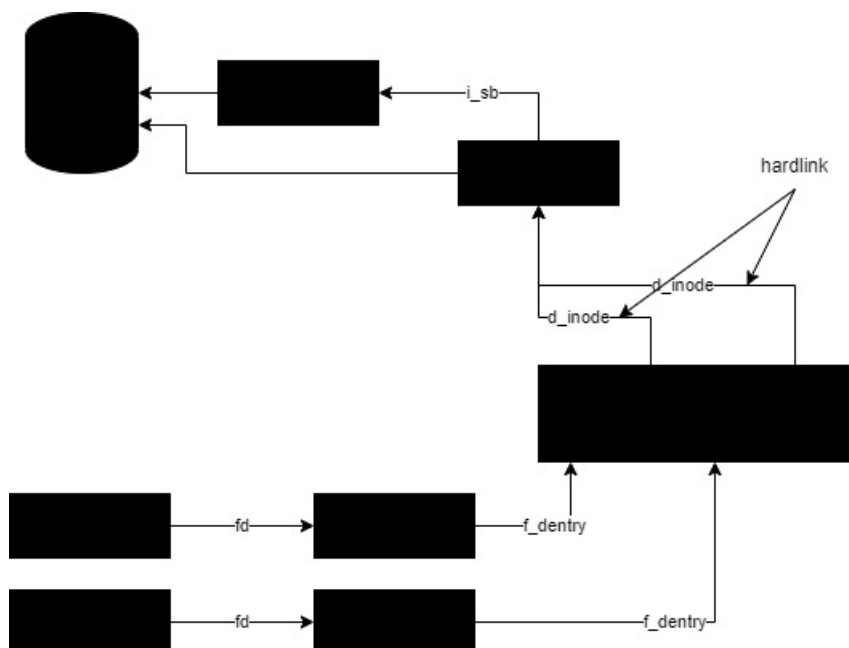 i_sb
hardlink
d_inode
d_inode
fd
f_dentry
fd
f_dentry